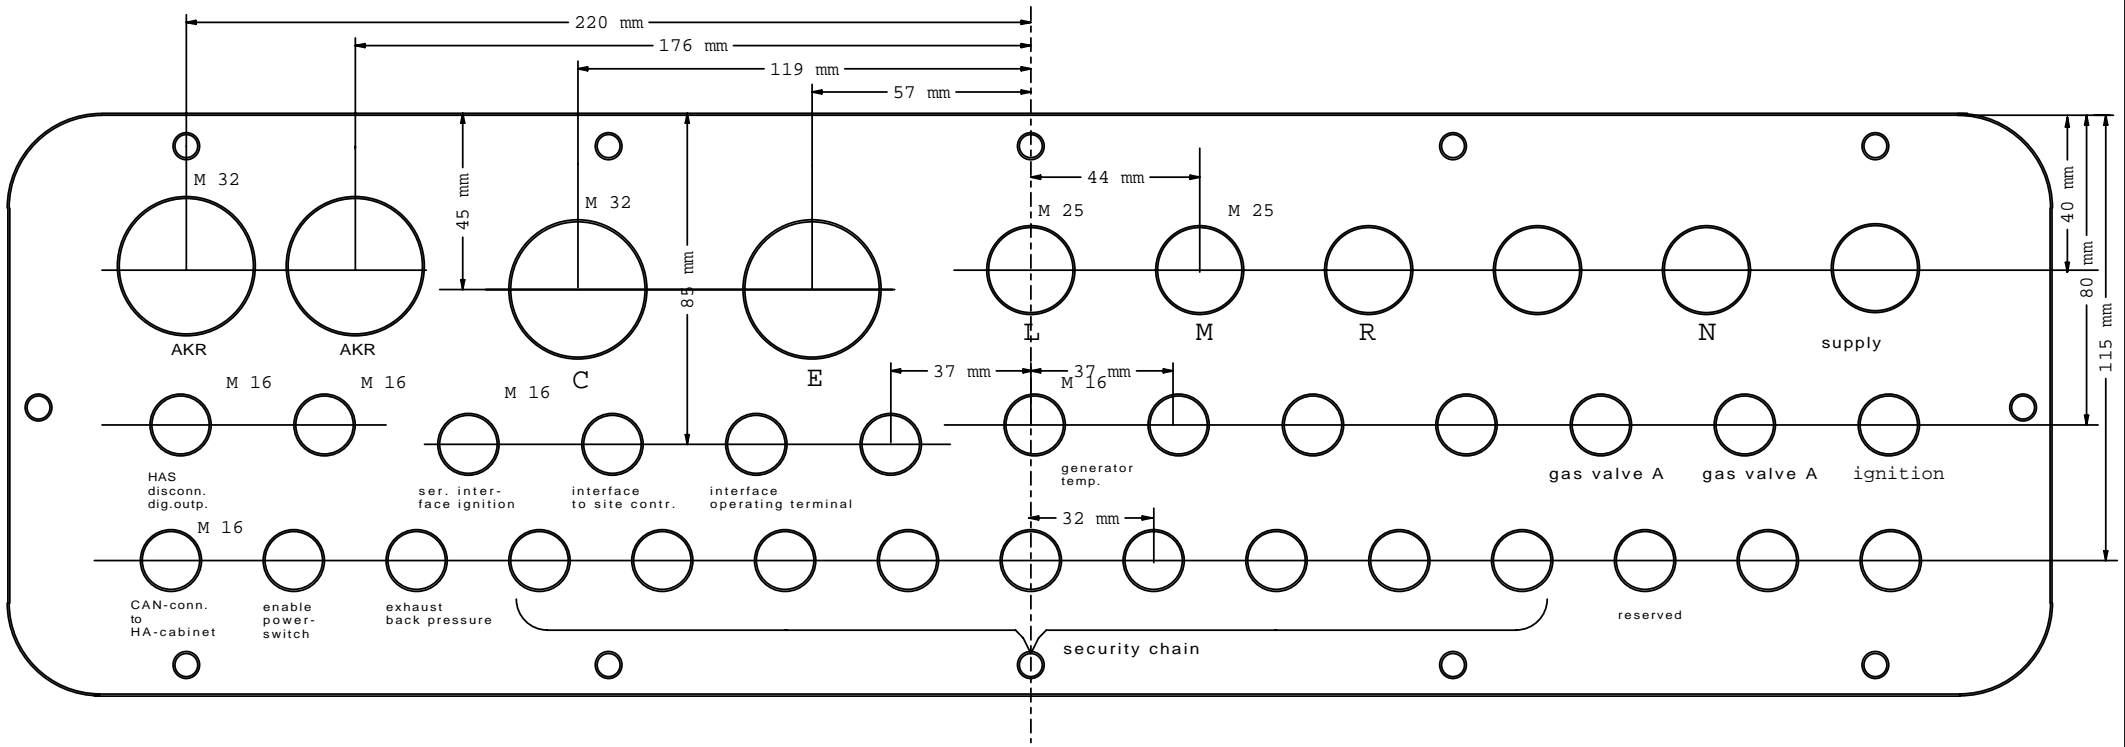 220 mm
176 mm
119 mm
57 mm
44 mm
M 32
M 32
M 25
M 25
45 mm
85 mm
40 mm
80 mm
115 mm
L
M
R
N
supply
AKR
AKR
C
E
M 16
M 16
M 16
37 mm
37 mm
M 16
HAS
disconn.
dig.outp.
ser. inter-
face ignition
interface
to site contr.
interface
operating terminal
generator
temp.
gas valve A
gas valve A
ignition
M 16
32 mm
CAN-conn.
to
HA-cabinet
enable
power-
switch
exhaust
back pressure
security chain
reserved